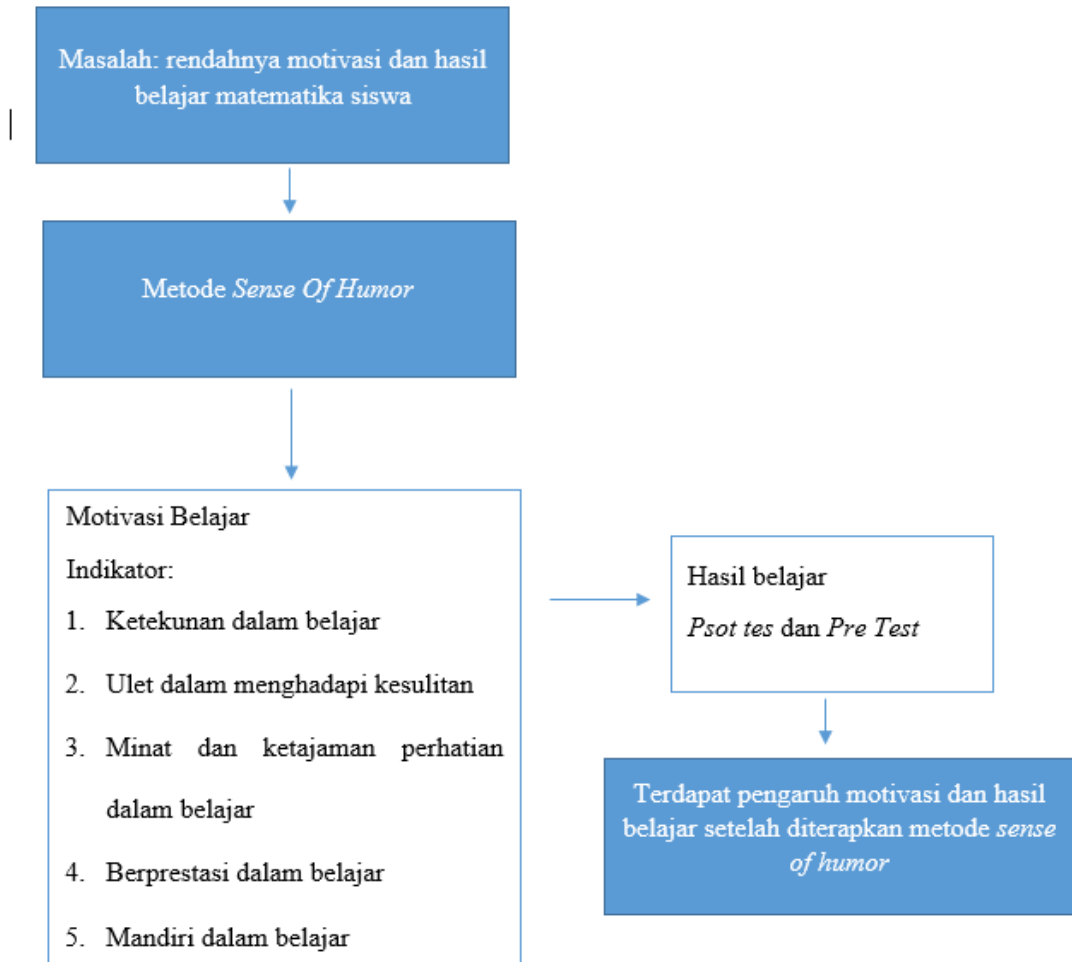 Masalah: rendahnya motivasi dan hasil
belajar matematika siswa
Metode Sense Of Humor
Motivasi Belajar
Indikator:
1. Ketekunan dalam belajar
2. Ulet dalam menghadapi kesulitan
3. Minat dan ketajaman perhatian
dalam belajar
4. Berprestasi dalam belajar
5. Mandiri dalam belajar
Hasil belajar
Psot tes dan Pre Test
Terdapat pengaruh motivasi dan hasil
belajar setelah diterapkan metode sense
of humor